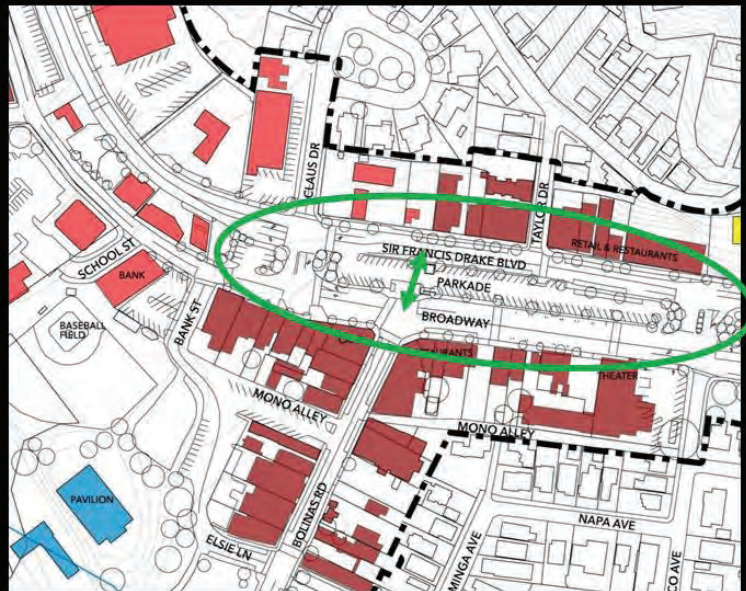 CLAUS DR
TAYLOR DR
SIR FRANCIS DRAKE BLVD
RETAIL & RESTAURANTS
SCHOOL ST
BANK
PARKADE
BANK ST
BROADWAY
BASEBALL
FIELD
THEATER
MONO ALLEY
MONO ALLEY
PAVILION
BOLINAS RD
NAPA AVE
ELSIE LN